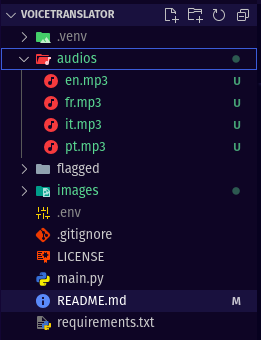 VOICETRANSLATOR
.venv
audios
en.mp3 U
fr.mp3 U
it.mp3 U
pt.mp3 U
flagged
images
.env
.gitignore
LICENSE
main.py
README.md M
requirements.txt